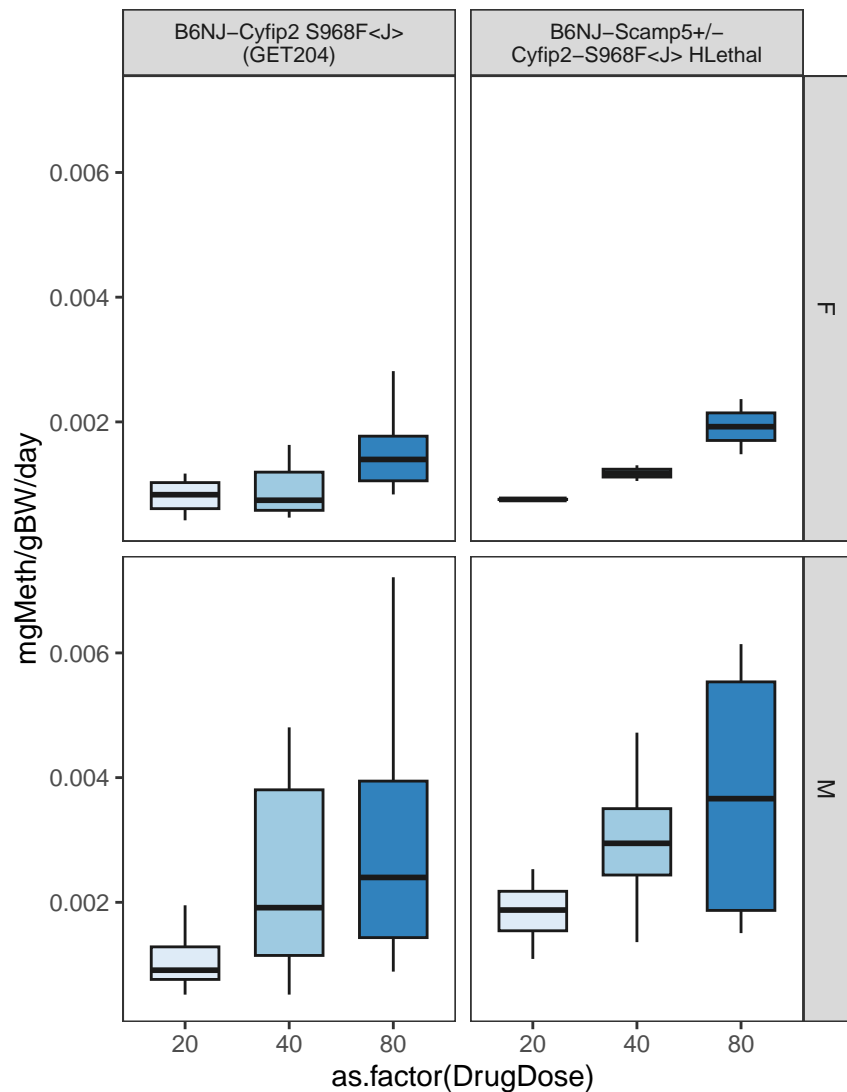 B6NJ−Cyfip2 S968F<J>
(GET204)
B6NJ−Scamp5+/−
Cyfip2−S968F<J> HLethal
F
M
mgMeth/gBW/day
0.006
0.004
0.002
0.006
0.004
0.002
20
40
80
20
40
80
as.factor(DrugDose)